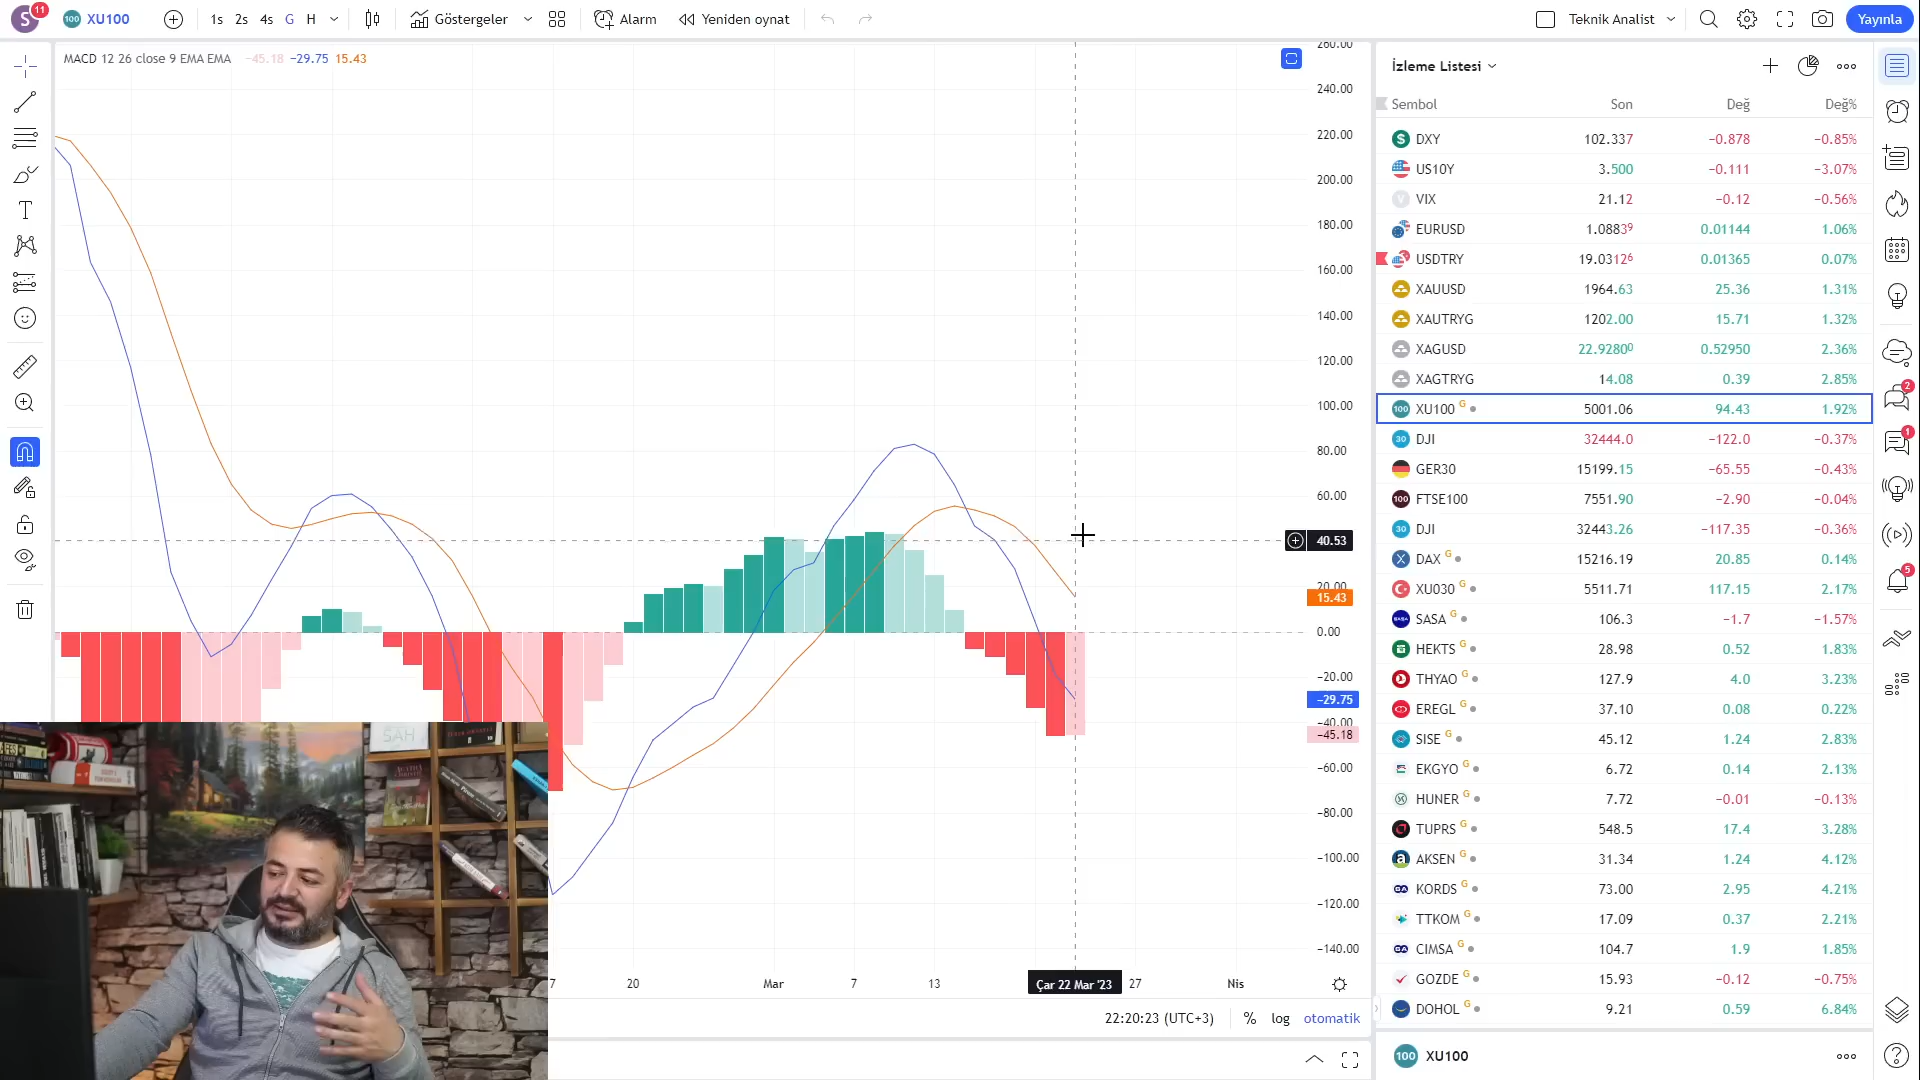 S 11 XU100 1s 2s 4s G H Göstergeler Alarm Yeniden oynat Teknik Analist Yayınla
MACD 12 26 close 9 EMA EMA −45.18 −29.75 15.43
260.00
240.00
220.00
200.00
180.00
160.00
140.00
120.00
100.00
80.00
60.00
40.53
20.00
15.43
0.00
−20.00
−29.75
−40.00
−45.18
−60.00
−80.00
−100.00
−120.00
−140.00
7 20 Mar 7 13 Çar 22 Mar '23 27 Nis
22:20:23 (UTC+3) % log otomatik
İzleme Listesi
Sembol Son Değ Değ%
DXY 102.337 −0.878 −0.85%
US10Y 3.500 −0.111 −3.07%
VIX 21.12 −0.12 −0.56%
EURUSD 1.08839 0.01144 1.06%
USDTRY 19.03126 0.01365 0.07%
XAUUSD 1964.63 25.36 1.31%
XAUTRYG 1202.00 15.71 1.32%
XAGUSD 22.92800 0.52950 2.36%
XAGTRYG 14.08 0.39 2.85%
100 XU100 G 5001.06 94.43 1.92%
30 DJI 32444.0 −122.0 −0.37%
GER30 15199.15 −65.55 −0.43%
100 FTSE100 7551.90 −2.90 −0.04%
30 DJI 32443.26 −117.35 −0.36%
DAX G 15216.19 20.85 0.14%
XU030 G 5511.71 117.15 2.17%
SASA G 106.3 −1.7 −1.57%
HEKTS G 28.98 0.52 1.83%
THYAO G 127.9 4.0 3.23%
EREGL G 37.10 0.08 0.22%
SISE G 45.12 1.24 2.83%
EKGYO G 6.72 0.14 2.13%
HUNER G 7.72 −0.01 −0.13%
TUPRS G 548.5 17.4 3.28%
AKSEN G 31.34 1.24 4.12%
KORDS G 73.00 2.95 4.21%
TTKOM G 17.09 0.37 2.21%
CIMSA G 104.7 1.9 1.85%
GOZDE G 15.93 −0.12 −0.75%
DOHOL G 9.21 0.59 6.84%
100 XU100
2
1
5
ŞAH